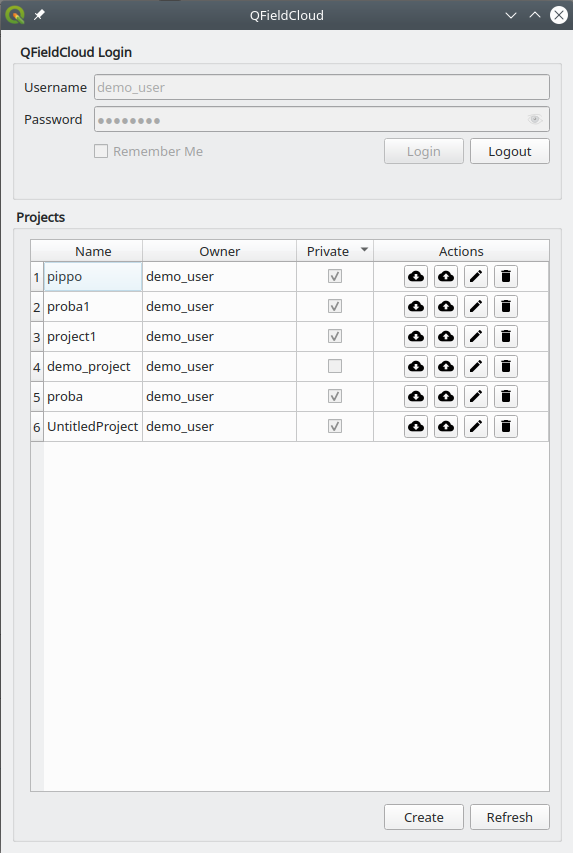 QFieldCloud
QFieldCloud Login
Username demo_user
Password ●●●●●●●●
Remember Me Login Logout
Projects
Name Owner Private Actions
1 pippo demo_user
2 proba1 demo_user
3 project1 demo_user
4 demo_project demo_user
5 proba demo_user
6 UntitledProject demo_user
Create Refresh